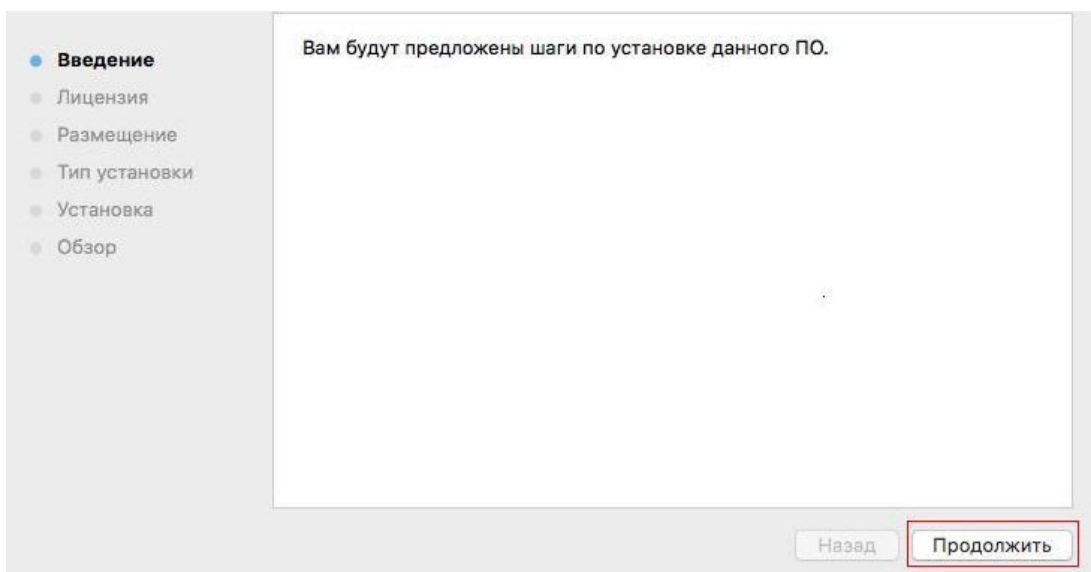 Введение
Лицензия
Размещение
Тип установки
Установка
Обзор
Вам будут предложены шаги по установке данного ПО.
Назад
Продолжить